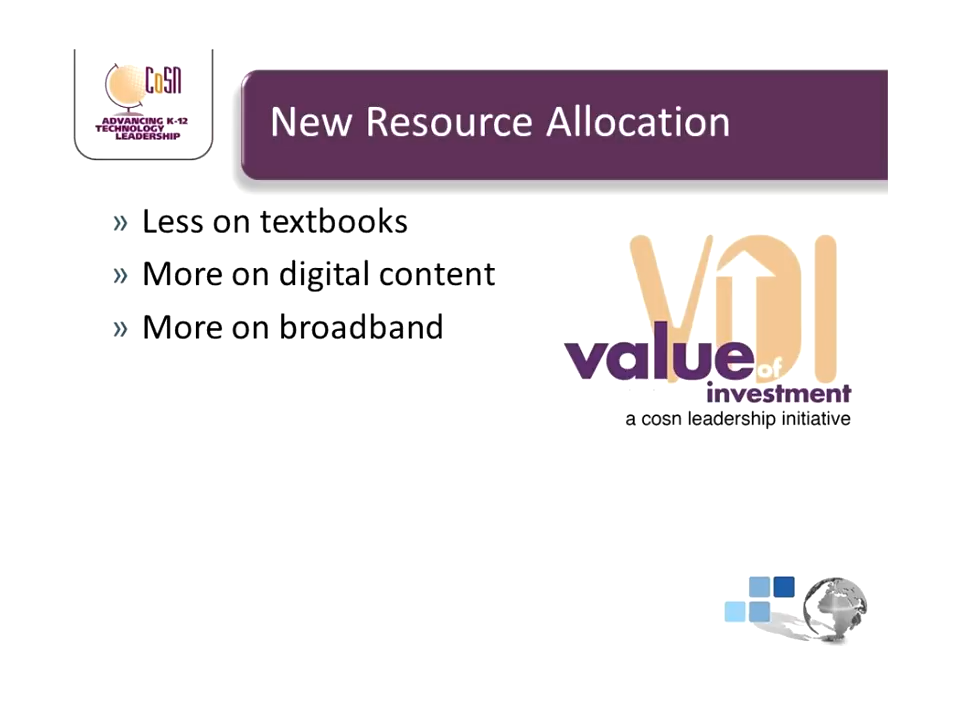 CoSN
ADVANCING K-12
TECHNOLOGY
LEADERSHIP
New Resource Allocation
» Less on textbooks
» More on digital content
» More on broadband
VOI
value of
investment
a cosn leadership initiative